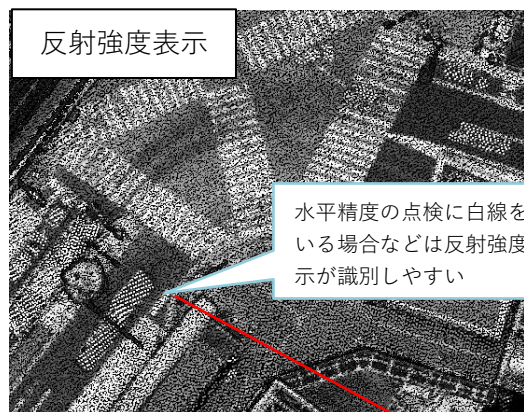 反射強度表示
水平精度の点検に白線を
いる場合などは反射強度
示が識別しやすい